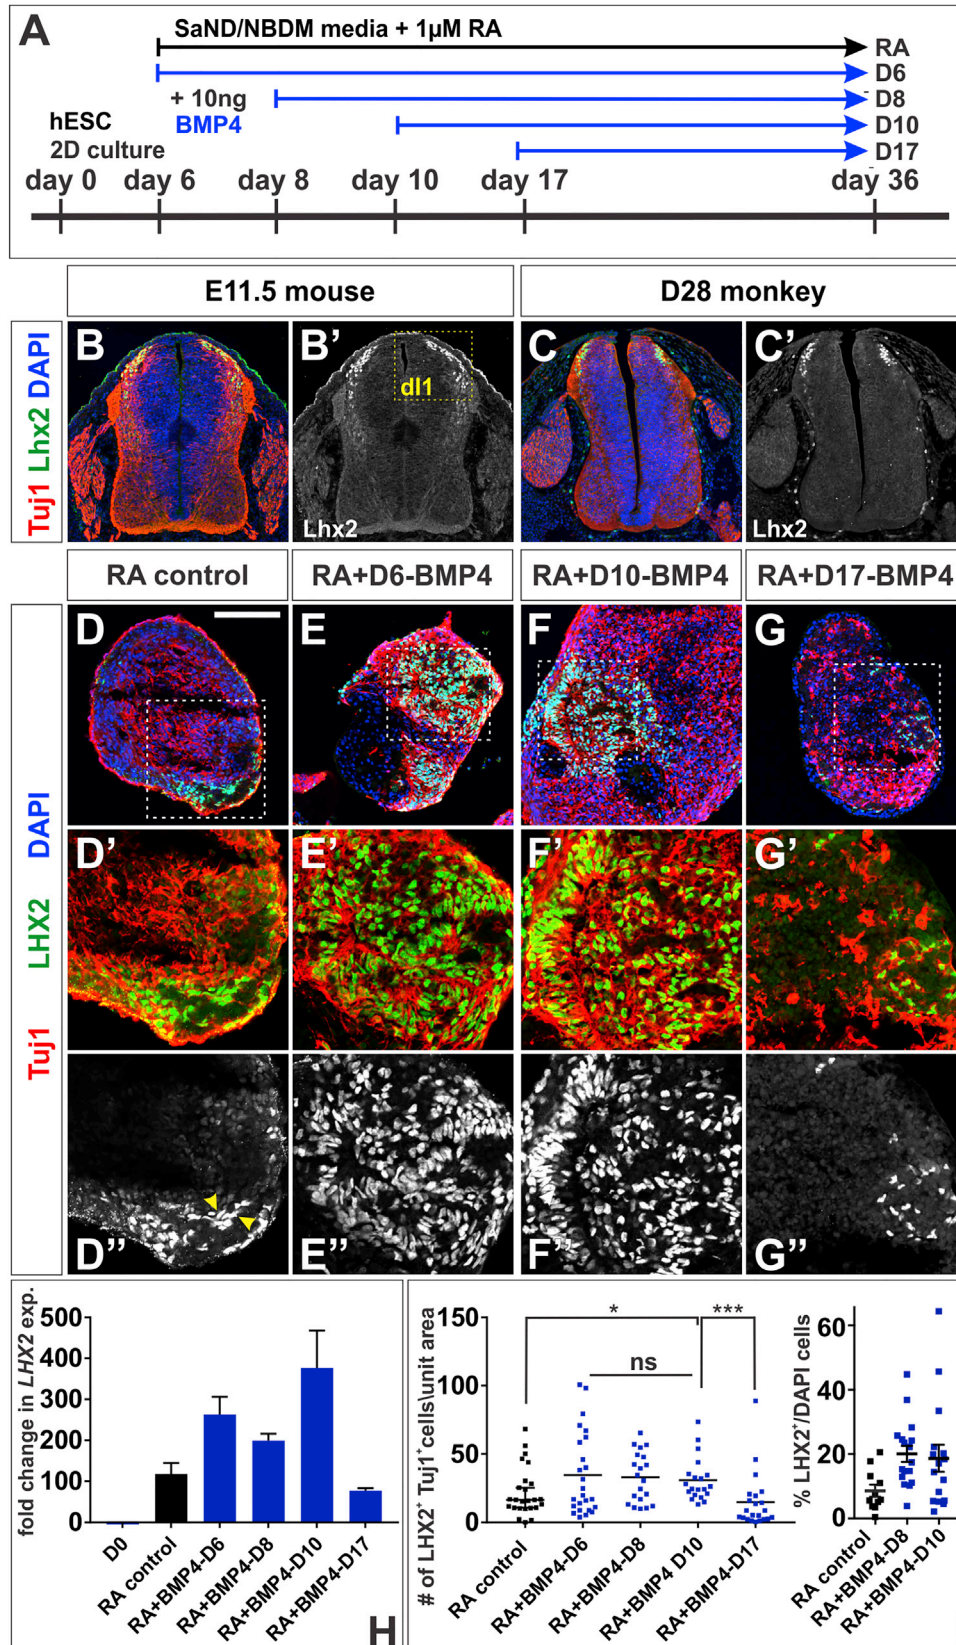 A
SaND/NBDM media + 1µM RA
RA
D6
+ 10ng
D8
hESC
BMP4
D10
2D culture
D17
day 0 day 6 day 8 day 10 day 17 day 36
E11.5 mouse D28 monkey
Tuj1 Lhx2 DAPI
B B' C C'
dI1
Lhx2 Lhx2
RA control RA+D6-BMP4 RA+D10-BMP4 RA+D17-BMP4
Tuj1 LHX2 DAPI
D E F G
D' E' F' G'
D" E" F" G"
fold change in LHX2 exp.
500
400
300
200
100
0
D0
RA control
RA+BMP4-D6
RA+BMP4-D8
RA+BMP4-D10
RA+BMP4-D17
H
# of LHX2+ Tuj1+cells\unit area
150
100
50
0
* ***
ns
RA control
RA+BMP4-D6
RA+BMP4-D8
RA+BMP4 D10
RA+BMP4-D17
% LHX2+/DAPI cells
60
40
20
0
RA control
RA+BMP4-D8
RA+BMP4-D10